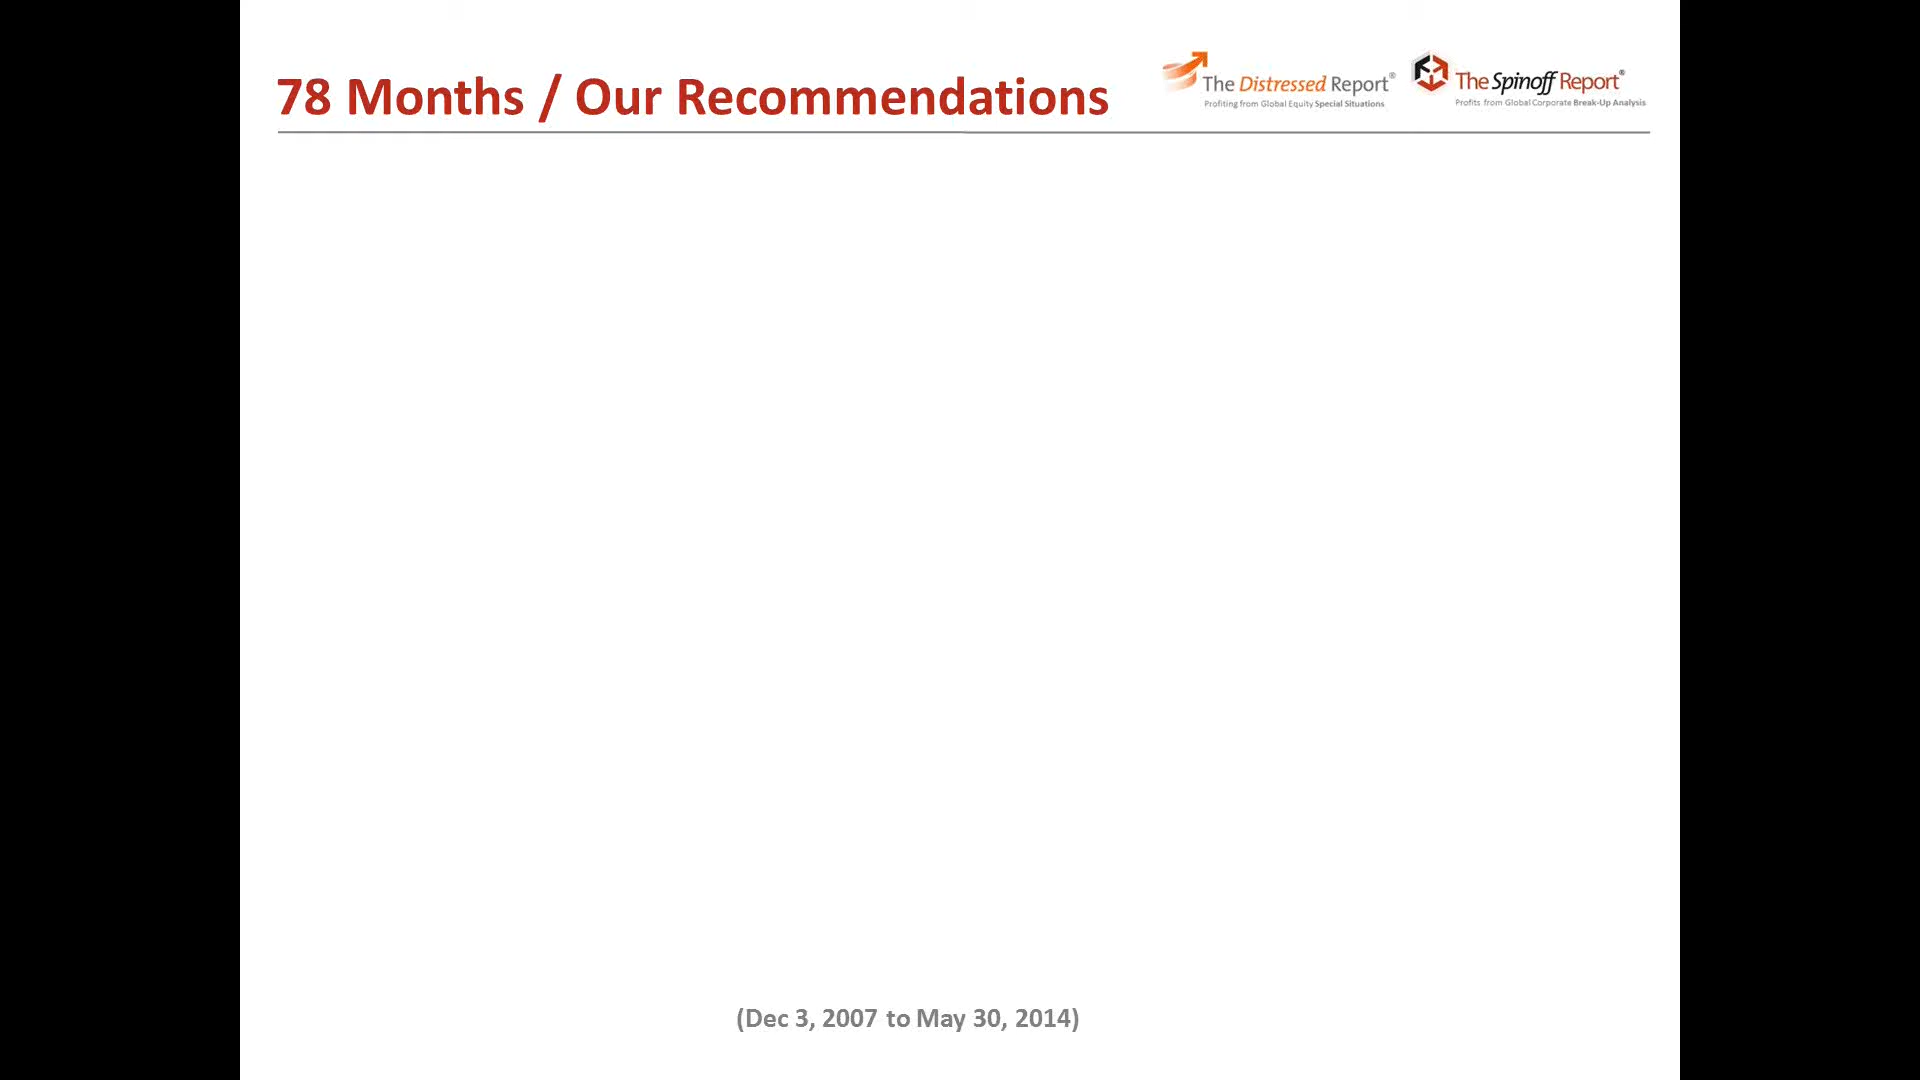 78 Months / Our Recommendations
The Distressed Report®
Profiting from Global Equity Special Situations
The Spinoff Report®
Profits from Global Corporate Break-Up Analysis
(Dec 3, 2007 to May 30, 2014)